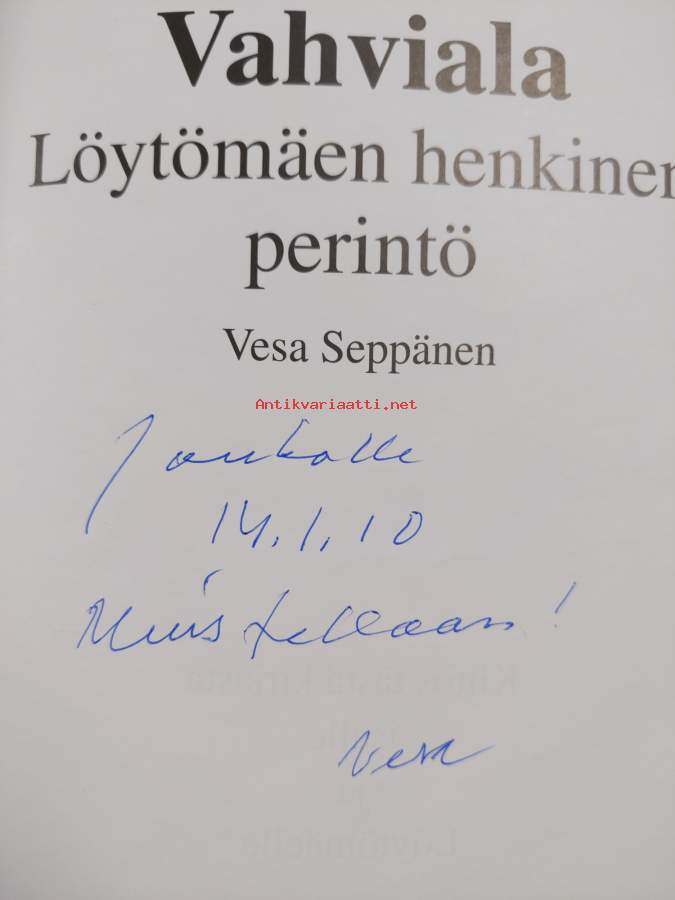 Vahviala
Löytömäen henkinen
perintö
Vesa Seppänen
Antikvariaatti.net
Joukolle
14.1.10
Muistellaan!
Vesa